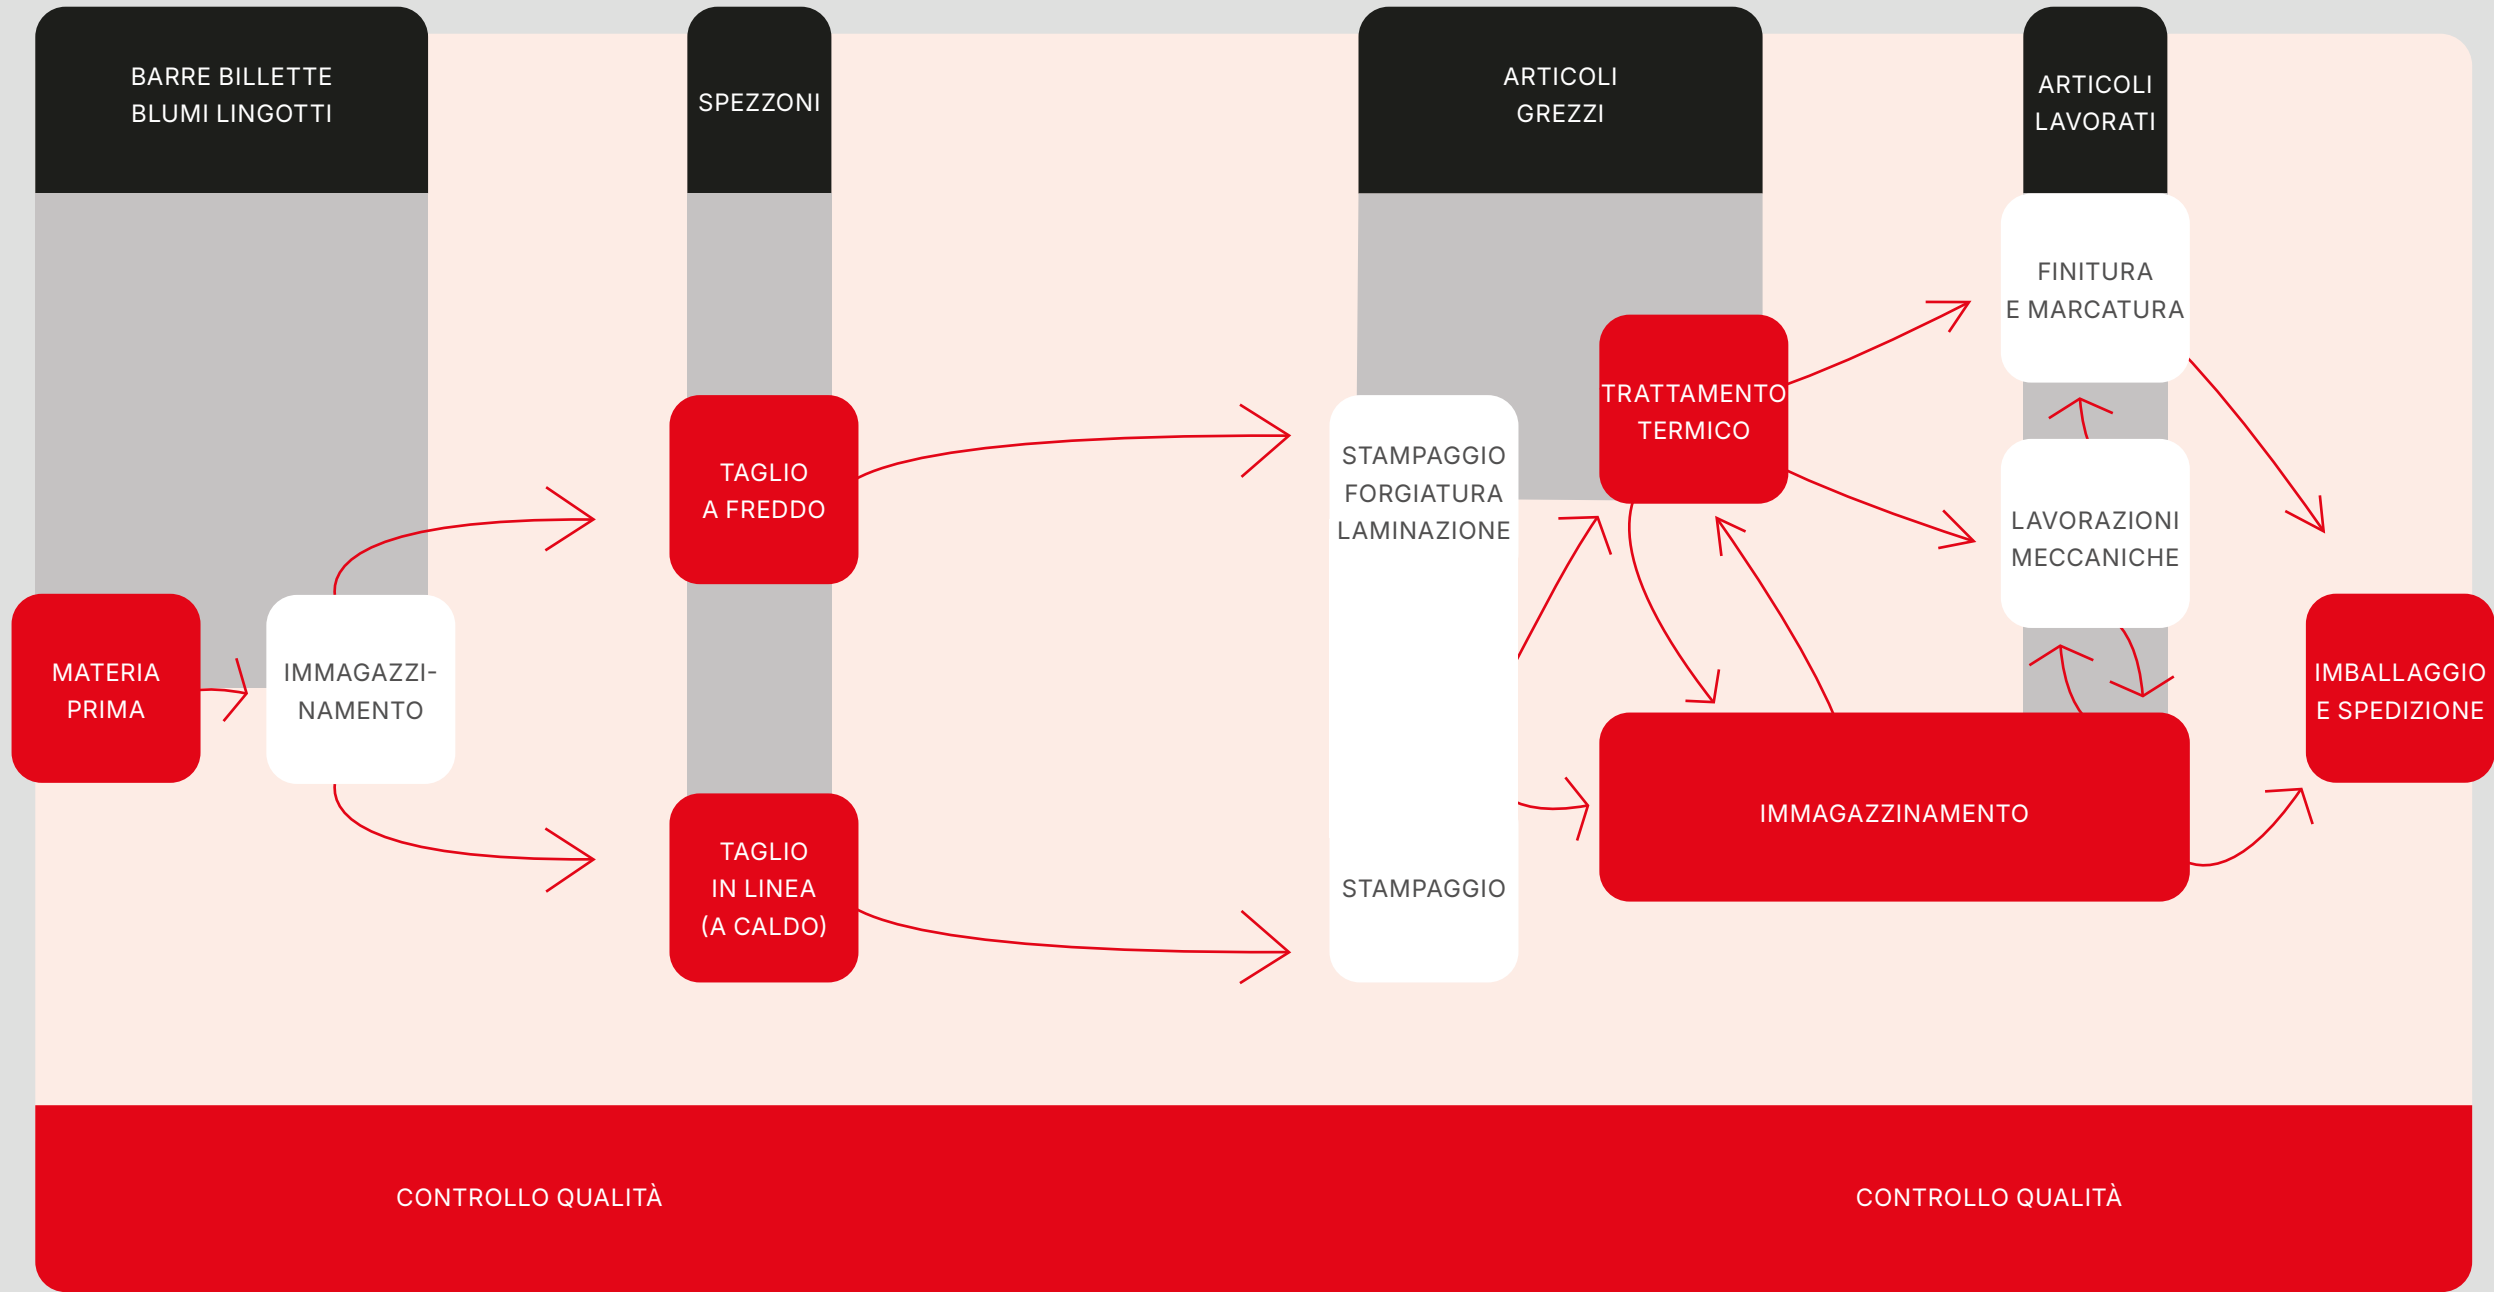 BARRE BILLETTE
BLUMI LINGOTTI
SPEZZONI
ARTICOLI
GREZZI
ARTICOLI
LAVORATI
FINITURA
E MARCATURA
TRATTAMENTO
TERMICO
TAGLIO
A FREDDO
STAMPAGGIO
FORGIATURA
LAMINAZIONE
LAVORAZIONI
MECCANICHE
MATERIA
PRIMA
IMMAGAZZI-
NAMENTO
IMBALLAGGIO
E SPEDIZIONE
TAGLIO
IN LINEA
(A CALDO)
STAMPAGGIO
IMMAGAZZINAMENTO
CONTROLLO QUALITÀ
CONTROLLO QUALITÀ